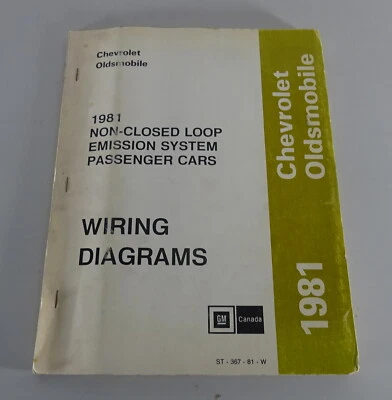 Chevrolet
Oldsmobile
1981
NON-CLOSED LOOP
EMISSION SYSTEM
PASSENGER CARS
WIRING
DIAGRAMS
GM Canada
ST - 367 - 81 - W
Chevrolet
Oldsmobile
1981